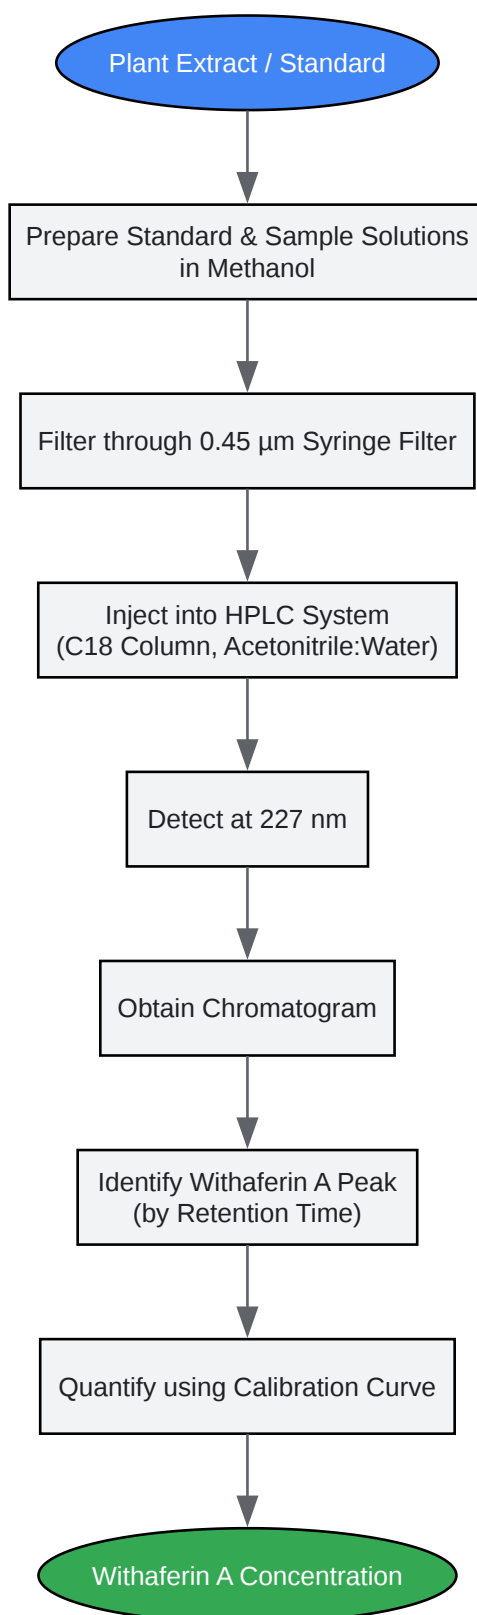 Plant Extract / Standard
Prepare Standard & Sample Solutions
in Methanol
Filter through 0.45 µm Syringe Filter
Inject into HPLC System
(C18 Column, Acetonitrile:Water)
Detect at 227 nm
Obtain Chromatogram
Identify Withaferin A Peak
(by Retention Time)
Quantify using Calibration Curve
Withaferin A Concentration